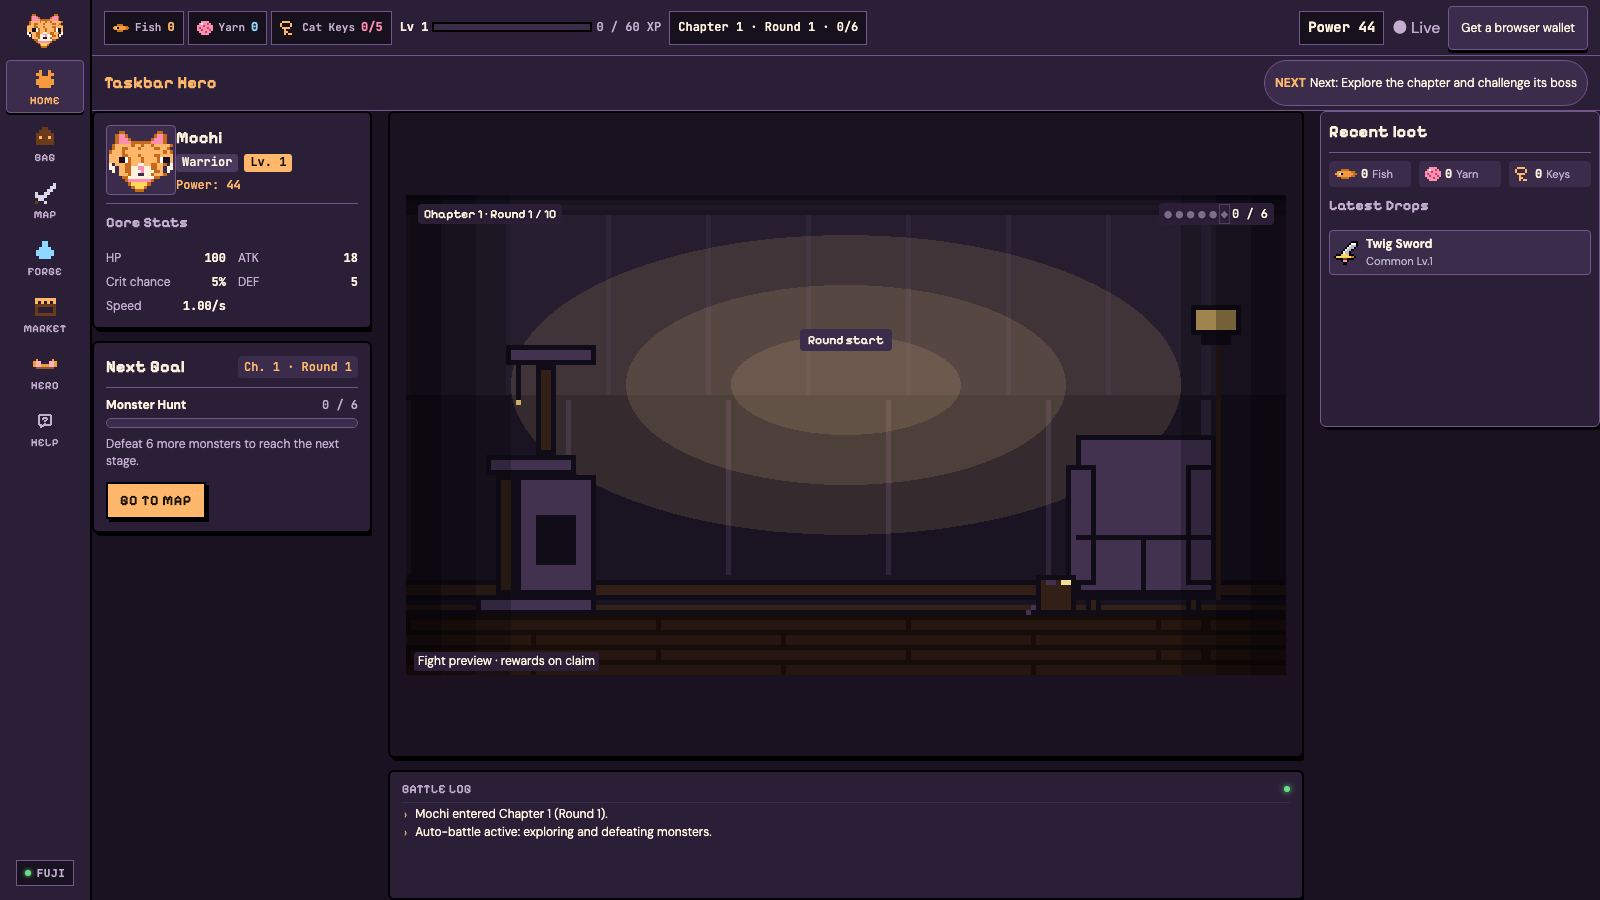 Fish 0
Yarn 0
Cat Keys 0/5
Lv 1
0 / 60 XP
Chapter 1 · Round 1 · 0/6
Power 44
Live
Get a browser wallet
HOME
BAG
MAP
FORGE
MARKET
HERO
HELP
FUJI
Taskbar Hero
NEXT Next: Explore the chapter and challenge its boss
Mochi
Warrior
Lv. 1
Power: 44
Core Stats
HP 100 ATK 18
Crit chance 5% DEF 5
Speed 1.00/s
Next Goal
Ch. 1 · Round 1
Monster Hunt 0 / 6
Defeat 6 more monsters to reach the next
stage.
GO TO MAP
Chapter 1 · Round 1 / 10
0 / 6
Round start
Fight preview · rewards on claim
BATTLE LOG
› Mochi entered Chapter 1 (Round 1).
› Auto-battle active: exploring and defeating monsters.
Recent loot
0 Fish
0 Yarn
0 Keys
Latest Drops
Twig Sword
Common Lv.1